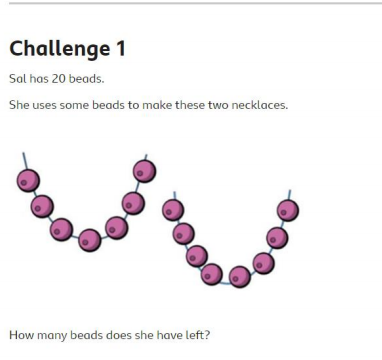 Challenge 1
Sal has 20 beads.
She uses some beads to make these two necklaces.
How many beads does she have left?